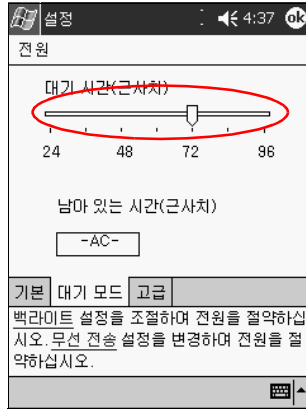 설정 4:37 ok
전원
대기 시간(근사치)
24 48 72 96
남아 있는 시간(근사치)
-AC-
기본 대기 모드 고급
백라이트 설정을 조절하여 전원을 절약하십
시오. 무선 전송 설정을 변경하여 전원을 절
약하십시오.